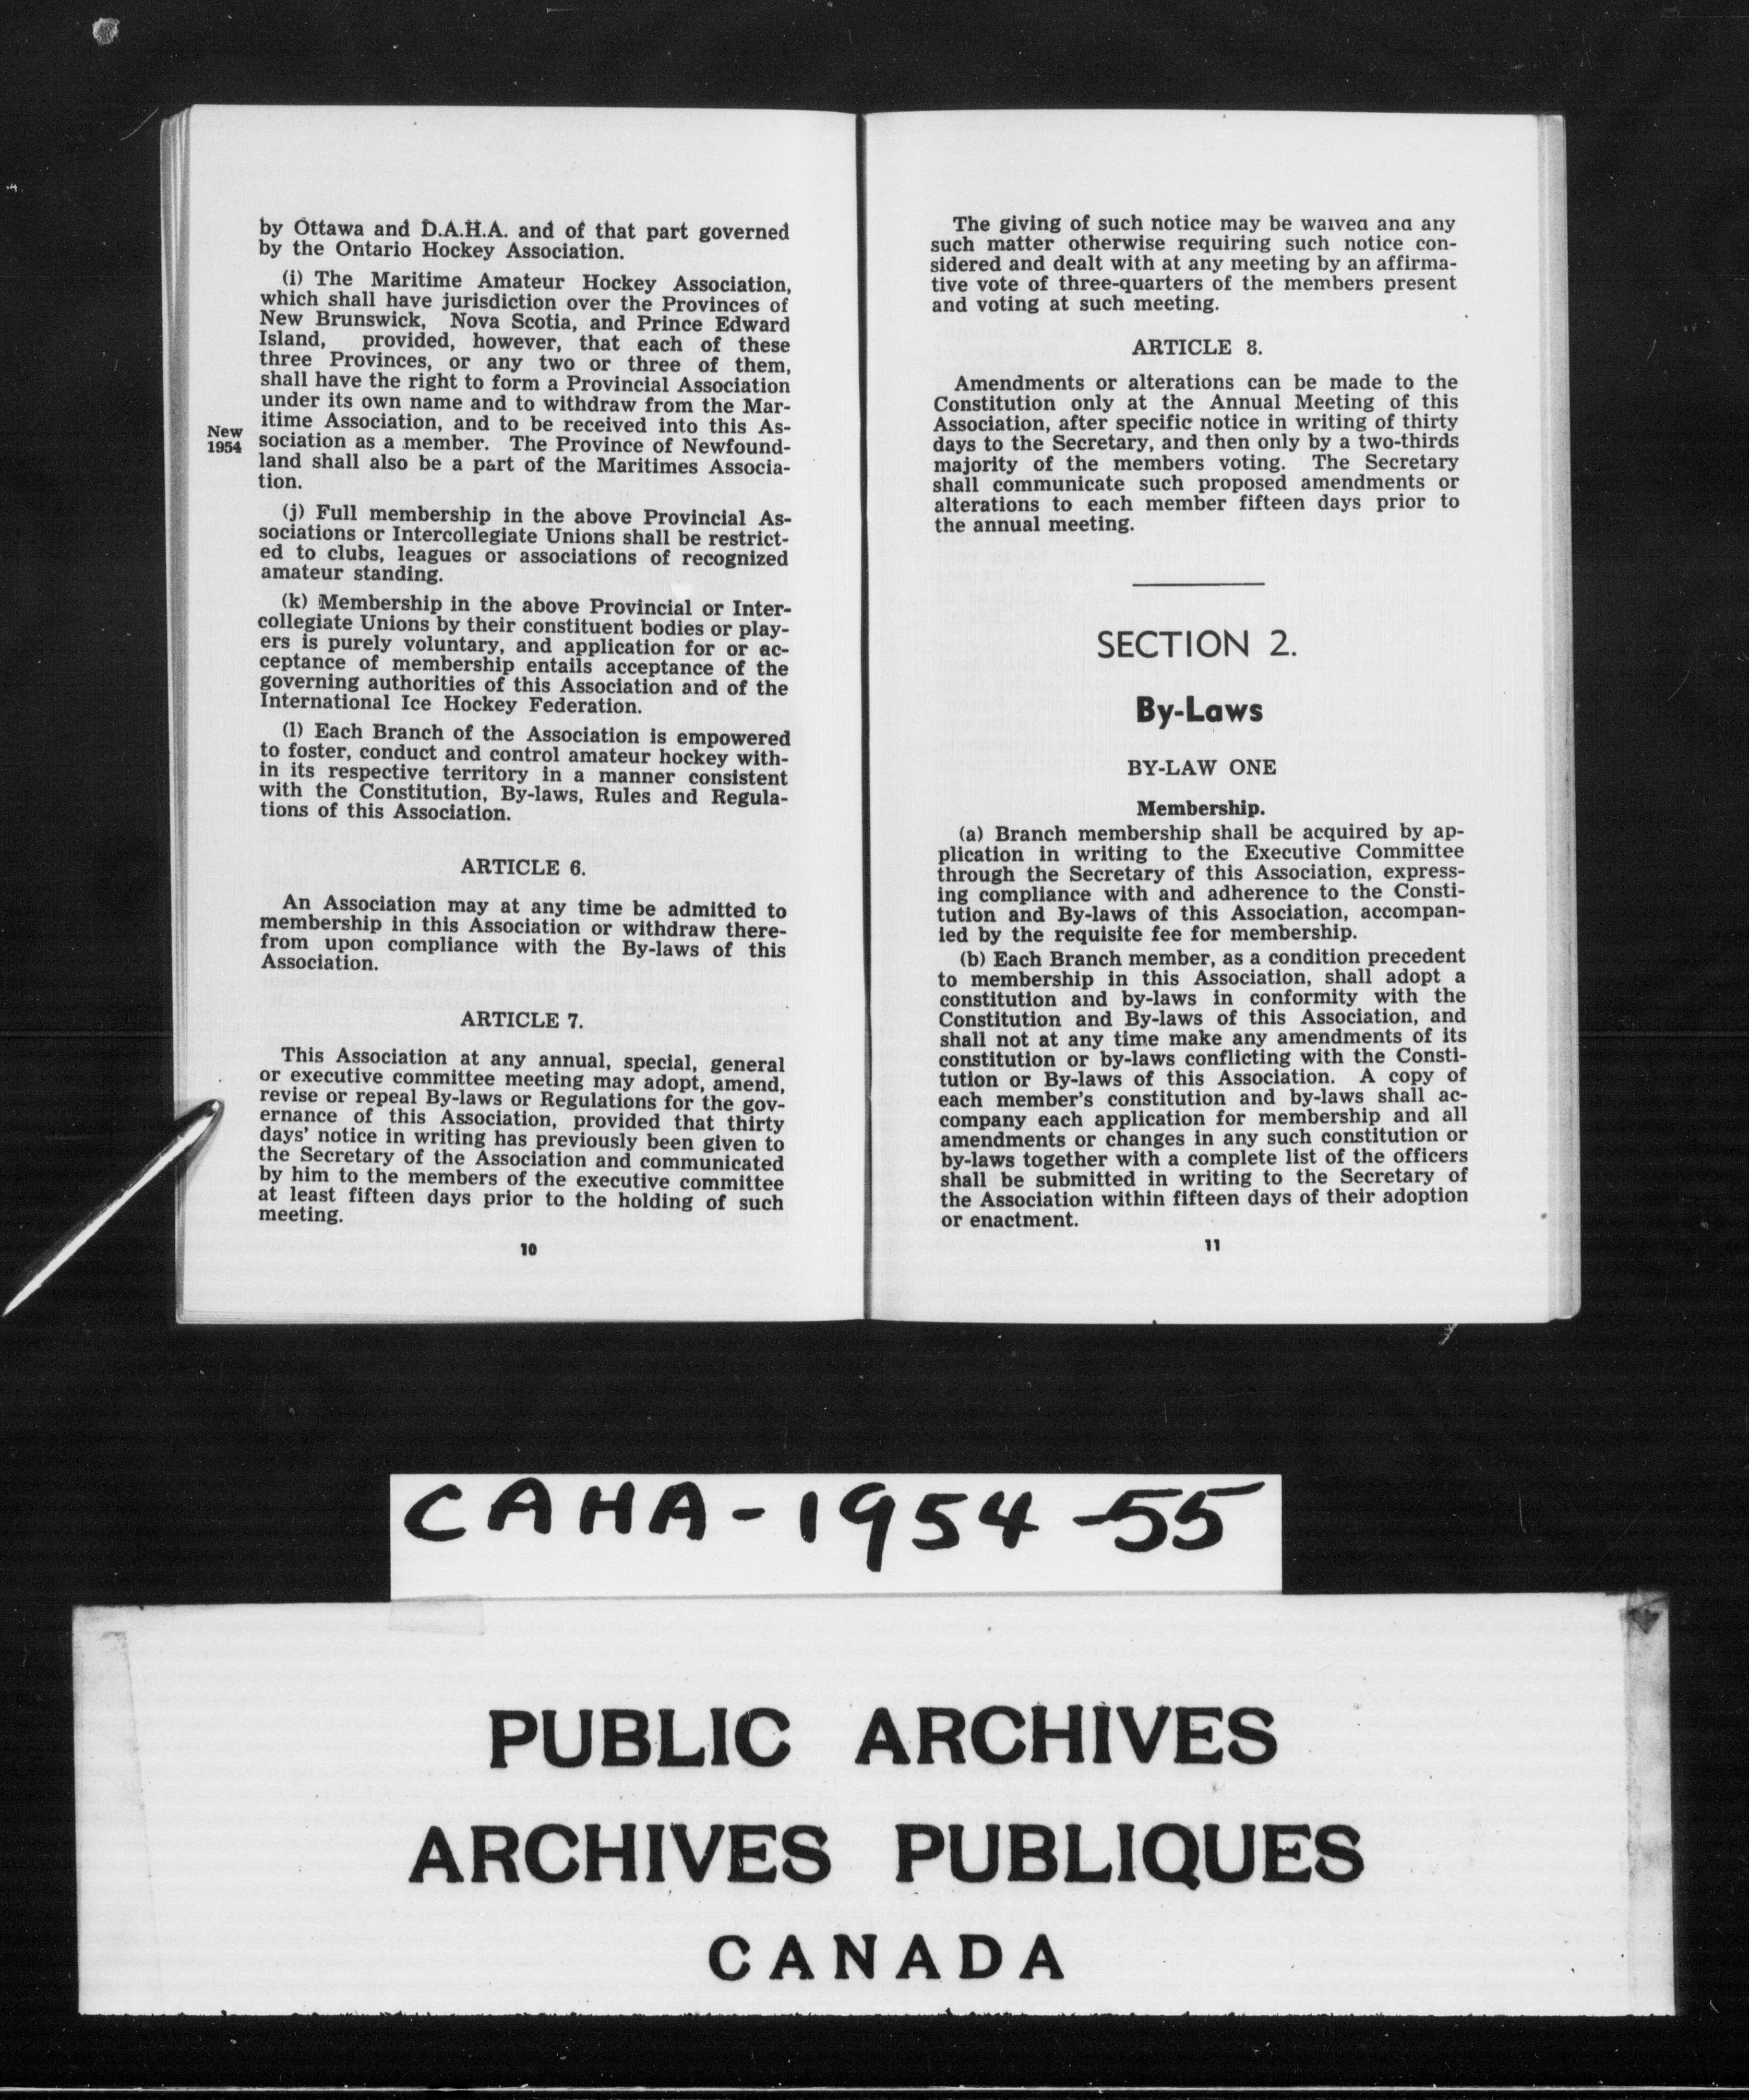 by Ottawa and D.A.H.A. and of that part governed
by the Ontario Hockey Association.
(i) The Maritime Amateur Hockey Association,
which shall have jurisdiction over the Provinces of
New Brunswick, Nova Scotia, and Prince Edward
Island, provided, however, that each of these
three Provinces, or any two or three of them,
shall have the right to form a Provincial Association
under its own name and to withdraw from the Mar-
itime Association, and to be received into this As-
New
1954
sociation as a member. The Province of Newfound-
land shall also be a part of the Maritimes Associa-
tion.
(j) Full membership in the above Provincial As-
sociations or Intercollegiate Unions shall be restrict-
ed to clubs, leagues or associations of recognized
amateur standing.
(k) Membership in the above Provincial or Inter-
collegiate Unions by their constituent bodies or play-
ers is purely voluntary, and application for or ac-
ceptance of membership entails acceptance of the
governing authorities of this Association and of the
International Ice Hockey Federation.
(l) Each Branch of the Association is empowered
to foster, conduct and control amateur hockey with-
in its respective territory in a manner consistent
with the Constitution, By-laws, Rules and Regula-
tions of this Association.
ARTICLE 6.
An Association may at any time be admitted to
membership in this Association or withdraw there-
from upon compliance with the By-laws of this
Association.
ARTICLE 7.
This Association at any annual, special, general
or executive committee meeting may adopt, amend,
revise or repeal By-laws or Regulations for the gov-
ernance of this Association, provided that thirty
days' notice in writing has previously been given to
the Secretary of the Association and communicated
by him to the members of the executive committee
at least fifteen days prior to the holding of such
meeting.
10
The giving of such notice may be waived and any
such matter otherwise requiring such notice con-
sidered and dealt with at any meeting by an affirma-
tive vote of three-quarters of the members present
and voting at such meeting.
ARTICLE 8.
Amendments or alterations can be made to the
Constitution only at the Annual Meeting of this
Association, after specific notice in writing of thirty
days to the Secretary, and then only by a two-thirds
majority of the members voting. The Secretary
shall communicate such proposed amendments or
alterations to each member fifteen days prior to
the annual meeting.
SECTION 2.
By-Laws
BY-LAW ONE
Membership.
(a) Branch membership shall be acquired by ap-
plication in writing to the Executive Committee
through the Secretary of this Association, express-
ing compliance with and adherence to the Consti-
tution and By-laws of this Association, accompan-
ied by the requisite fee for membership.
(b) Each Branch member, as a condition precedent
to membership in this Association, shall adopt a
constitution and by-laws in conformity with the
Constitution and By-laws of this Association, and
shall not at any time make any amendments of its
constitution or by-laws conflicting with the Consti-
tution or By-laws of this Association. A copy of
each member's constitution and by-laws shall ac-
company each application for membership and all
amendments or changes in any such constitution or
by-laws together with a complete list of the officers
shall be submitted in writing to the Secretary of
the Association within fifteen days of their adoption
or enactment.
11
CAHA-1954-55
PUBLIC ARCHIVES
ARCHIVES PUBLIQUES
CANADA